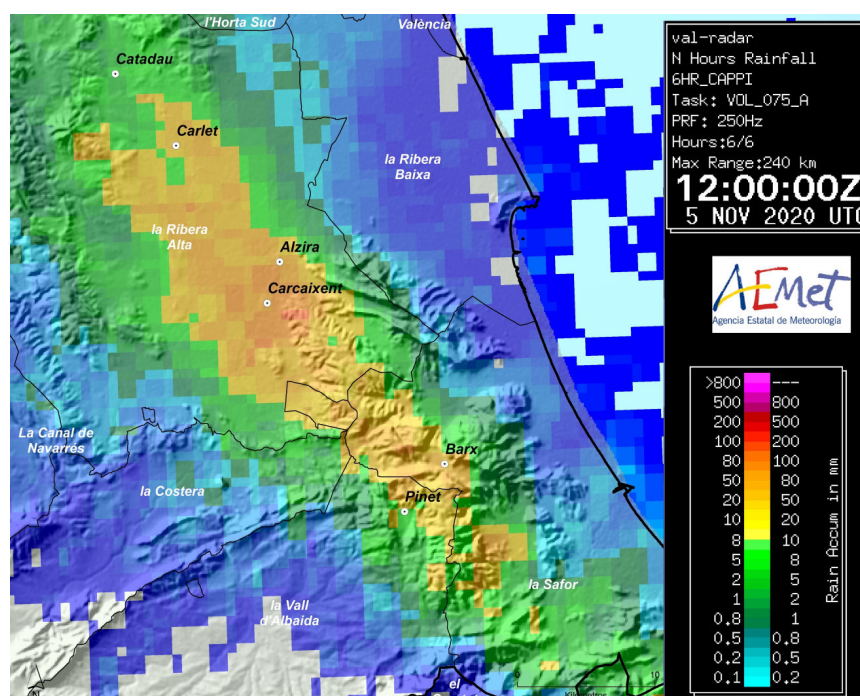 l'Horta Sud
València
Catadau
Carlet
la Ribera
Baixa
la Ribera
Alta
Alzira
Carcaixent
La Canal de
Navarrés
Barx
la Costera
Pinet
la Safor
la Vall
d'Albaida
el
N
0
10
val-radar
N Hours Rainfall
6HR_CAPPI
Task: VOL_075_A
PRF: 250Hz
Hours:6/6
Max Range:240 km
12:00:00Z
5 NOV 2020 UTC
AEMet
Agencia Estatal de Meteorología
>800 ---
500 800
200 500
100 200
80 100
50 80
20 50
10 20
8 10
5 8
2 5
1 2
0.8 1
0.5 0.8
0.2 0.5
0.1 0.2
Rain Accum in mm